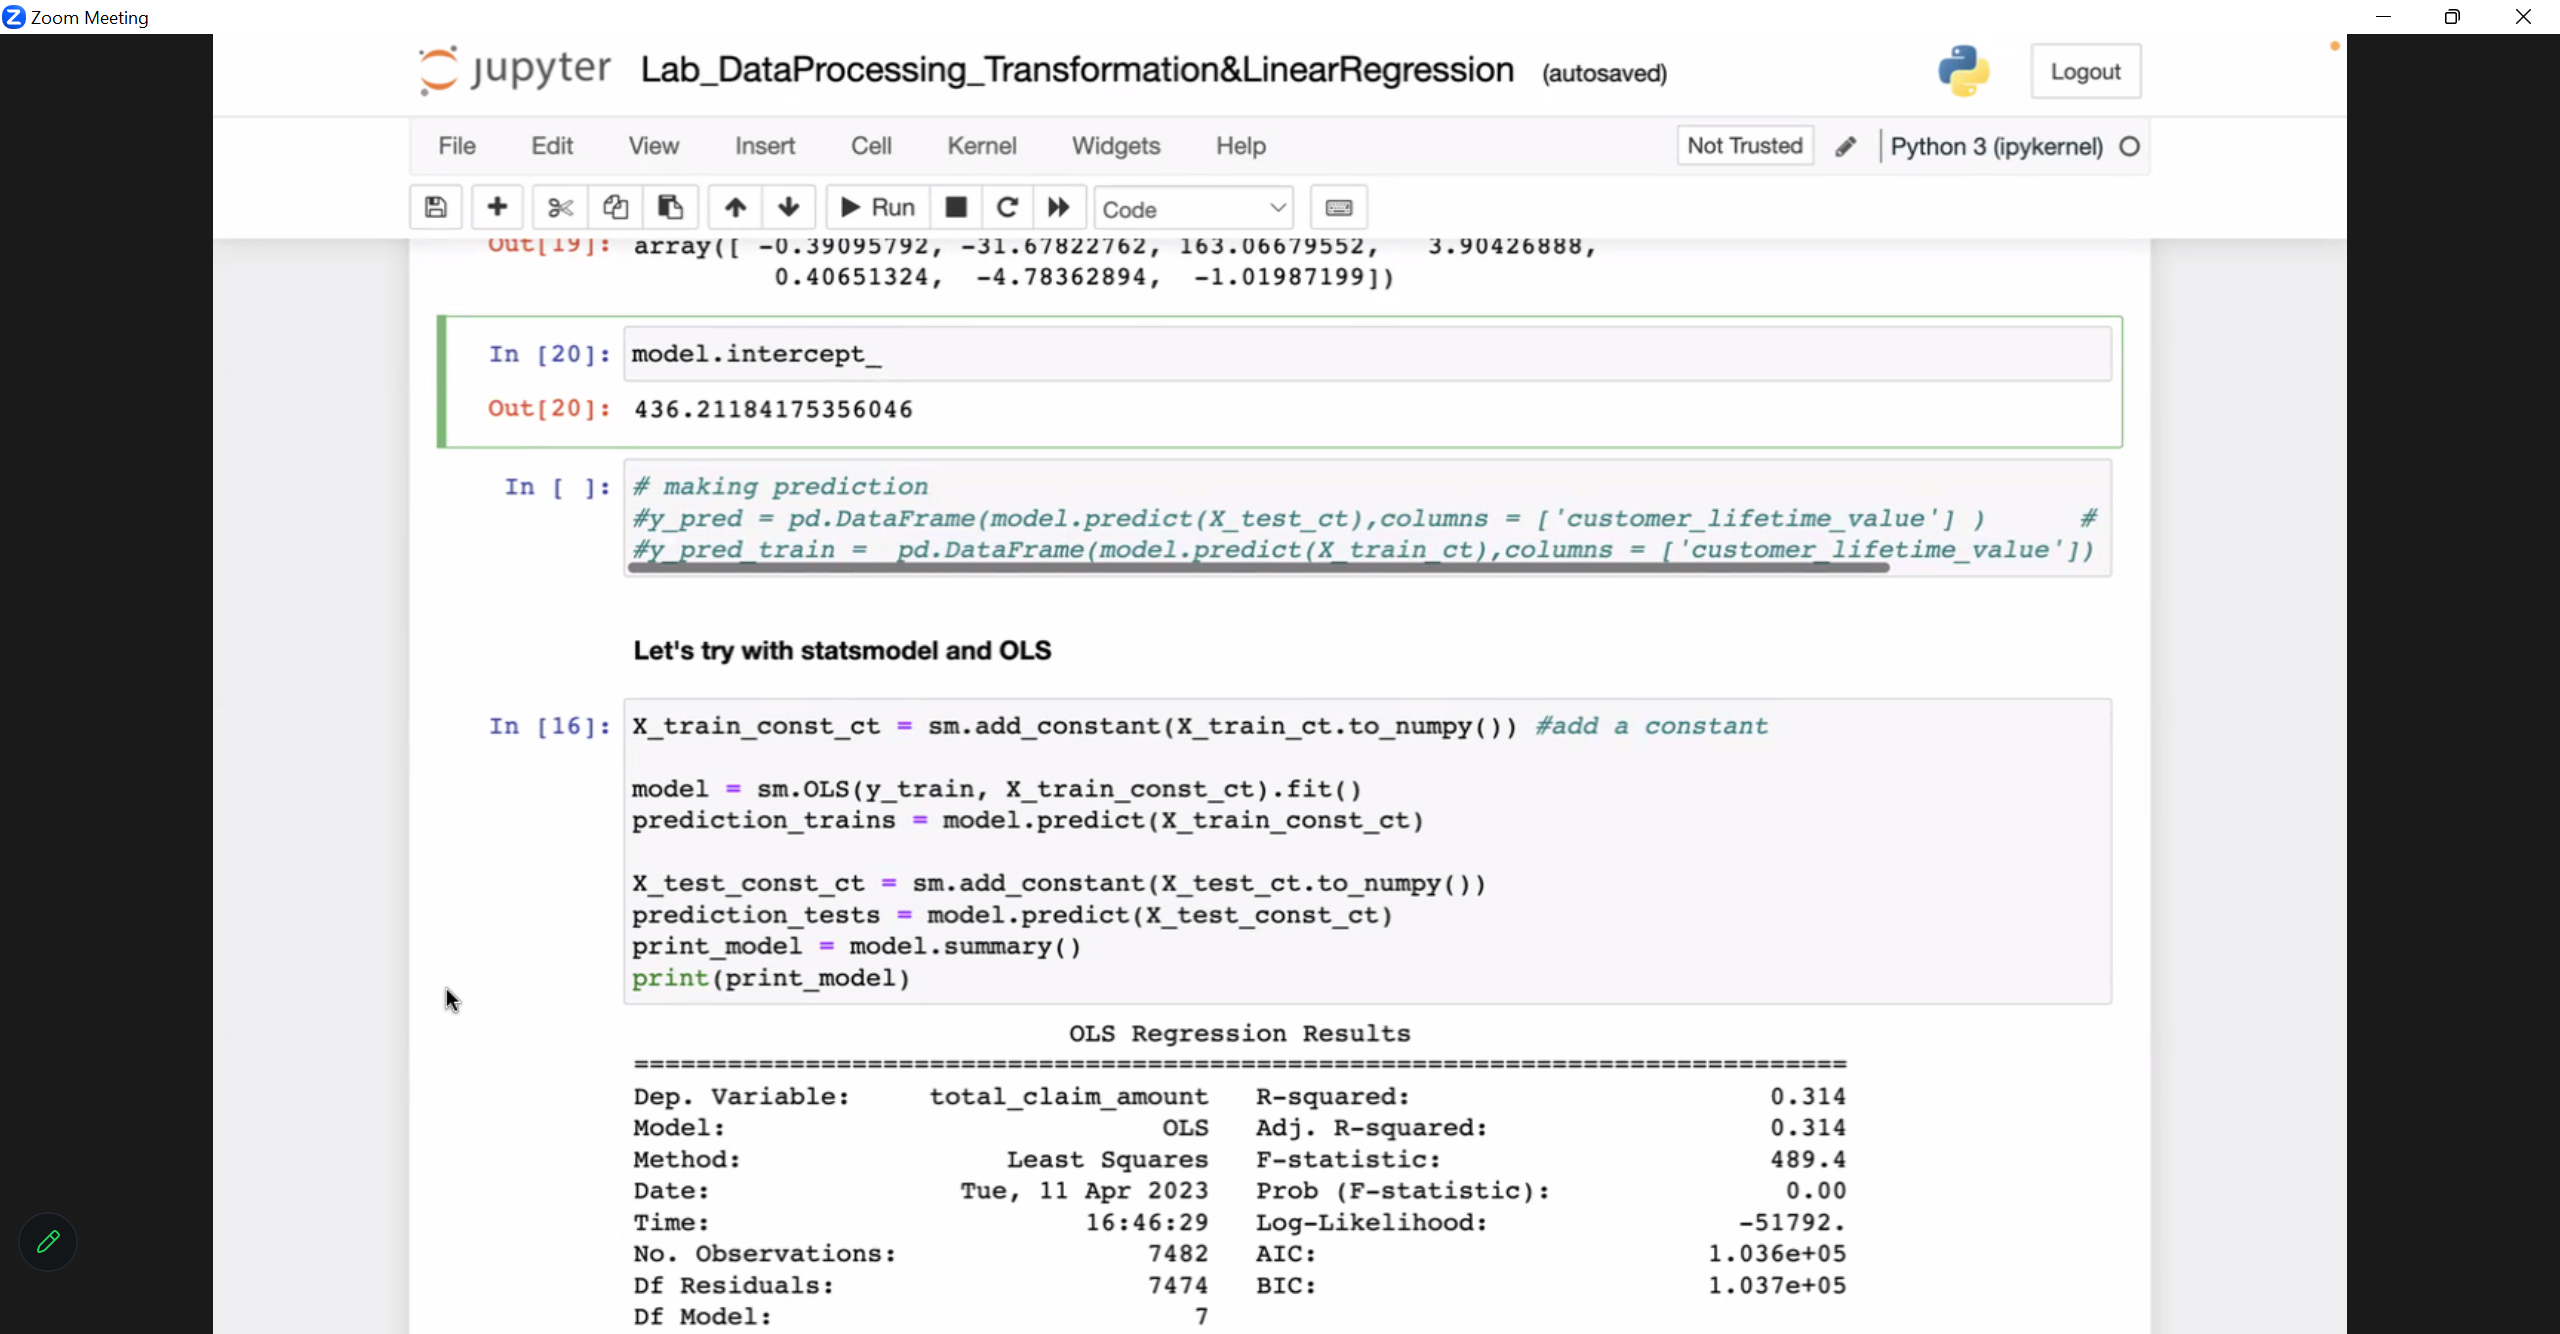 Zoom Meeting
jupyter Lab_DataProcessing_Transformation&LinearRegression (autosaved) Logout
File Edit View Insert Cell Kernel Widgets Help Not Trusted Python 3 (ipykernel)
Run Code
Out[19]: array([ -0.39095792, -31.67822762, 163.06679552, 3.90426888,
0.40651324, -4.78362894, -1.01987199])
In [20]: model.intercept_
Out[20]: 436.21184175356046
In [ ]: # making prediction
#y_pred = pd.DataFrame(model.predict(X_test_ct),columns = ['customer_lifetime_value'] ) #
#y_pred_train = pd.DataFrame(model.predict(X_train_ct),columns = ['customer_lifetime_value'])
Let's try with statsmodel and OLS
In [16]: X_train_const_ct = sm.add_constant(X_train_ct.to_numpy()) #add a constant
model = sm.OLS(y_train, X_train_const_ct).fit()
prediction_trains = model.predict(X_train_const_ct)
X_test_const_ct = sm.add_constant(X_test_ct.to_numpy())
prediction_tests = model.predict(X_test_const_ct)
print_model = model.summary()
print(print_model)
OLS Regression Results
==============================================================================
Dep. Variable: total_claim_amount R-squared: 0.314
Model: OLS Adj. R-squared: 0.314
Method: Least Squares F-statistic: 489.4
Date: Tue, 11 Apr 2023 Prob (F-statistic): 0.00
Time: 16:46:29 Log-Likelihood: -51792.
No. Observations: 7482 AIC: 1.036e+05
Df Residuals: 7474 BIC: 1.037e+05
Df Model: 7